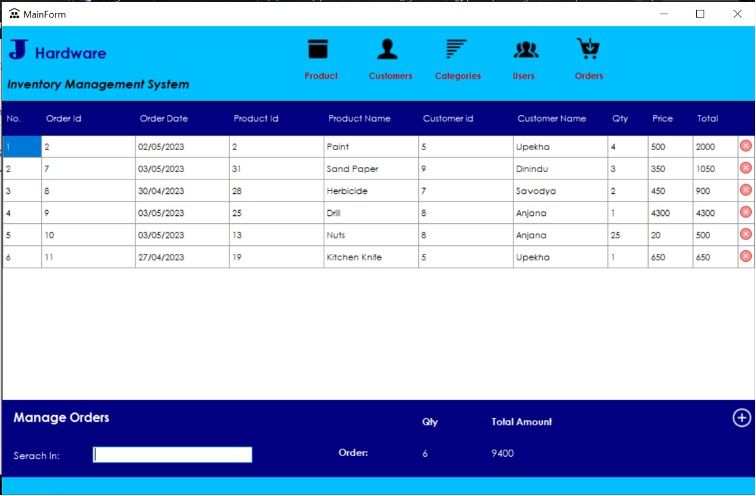 MainForm
J Hardware
Inventory Management System
Product Customers Categories Users Orders
No. Order Id Order Date Product Id Product Name Customer id Customer Name Qty Price Total
1 2 02/05/2023 2 Paint 5 Upekha 4 500 2000
2 7 03/05/2023 31 Sand Paper 9 Dinindu 3 350 1050
3 8 30/04/2023 28 Herbicide 7 Savodya 2 450 900
4 9 03/05/2023 25 Drill 8 Anjana 1 4300 4300
5 10 03/05/2023 13 Nuts 8 Anjana 25 20 500
6 11 27/04/2023 19 Kitchen Knife 5 Upekha 1 650 650
Manage Orders
Qty Total Amount
Serach In:
Order: 6 9400